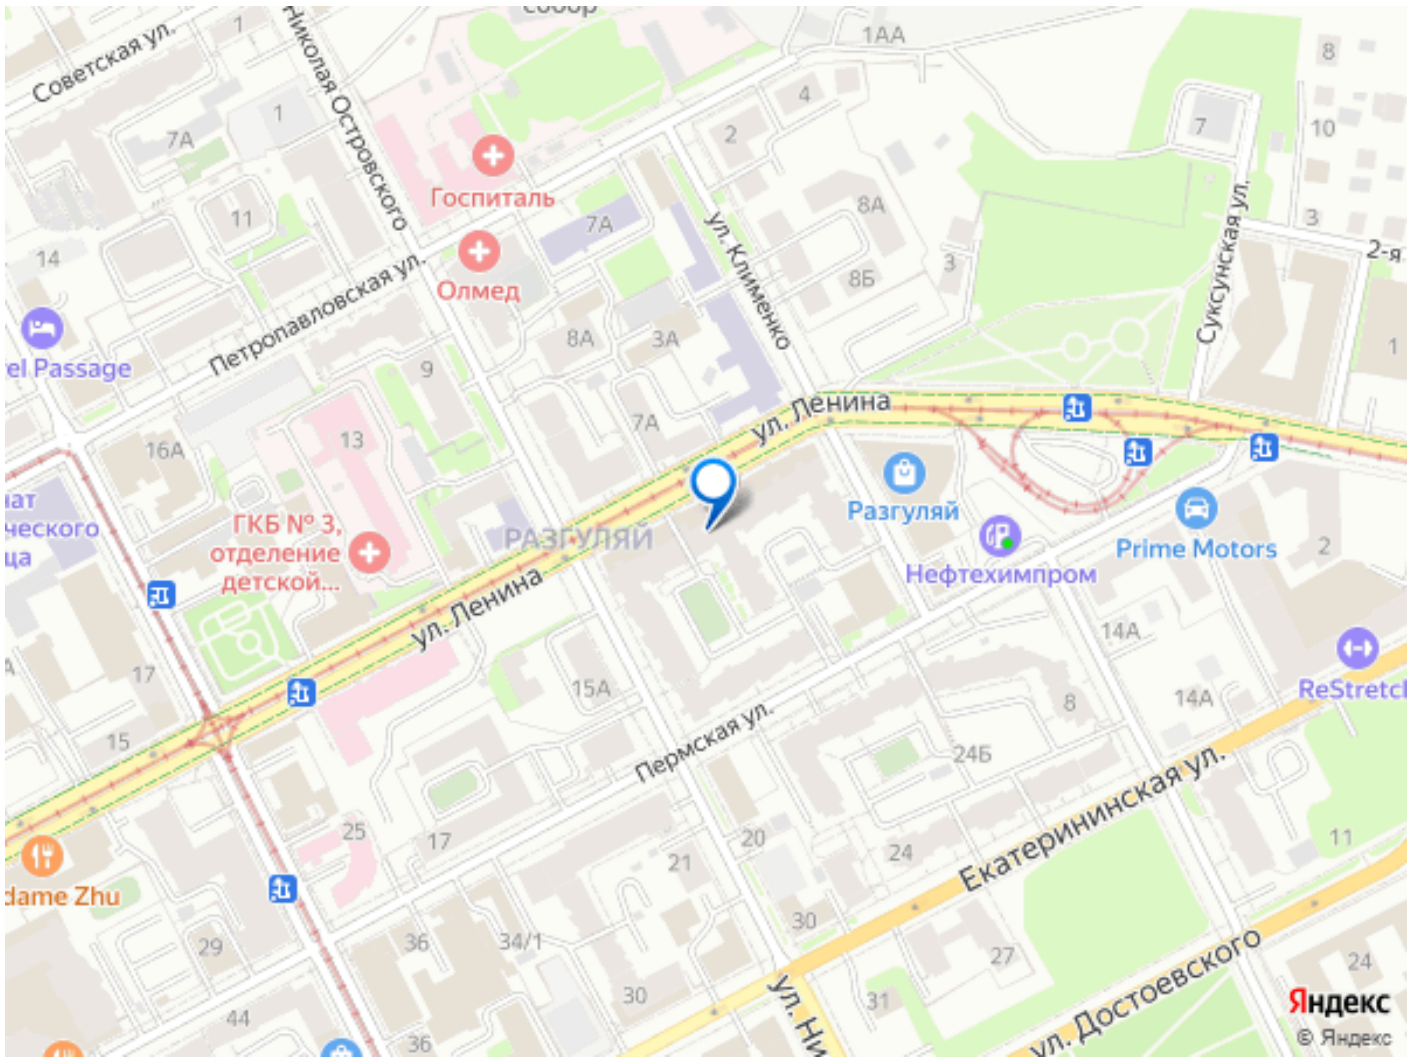 собор
1АА
Советская ул.
1
Николая Островского
8
4
1
7А
2
7
10
Госпиталь
11
7А
8А
ул. Клименко
3
Суксунская ул.
2-я
14
Олмед
3
8Б
Петропавловская ул.
8А
3А
1
el Passage
9
ул. Ленина
7А
16А
13
ГКБ № 3,
отделение
детской...
РАЗГУЛЯЙ
Разгуляй
Нефтехимпром
Prime Motors
2
ул. Ленина
14А
17
15А
8
14А
ReStretcl
15
Пермская ул.
24Б
Екатерининская ул.
25
17
20
21
24
11
dame Zhu
29
36
34/1
30
27
24
ул. Достоевского
30
31
ул. Ни
44
36
Яндекс
© Яндекс